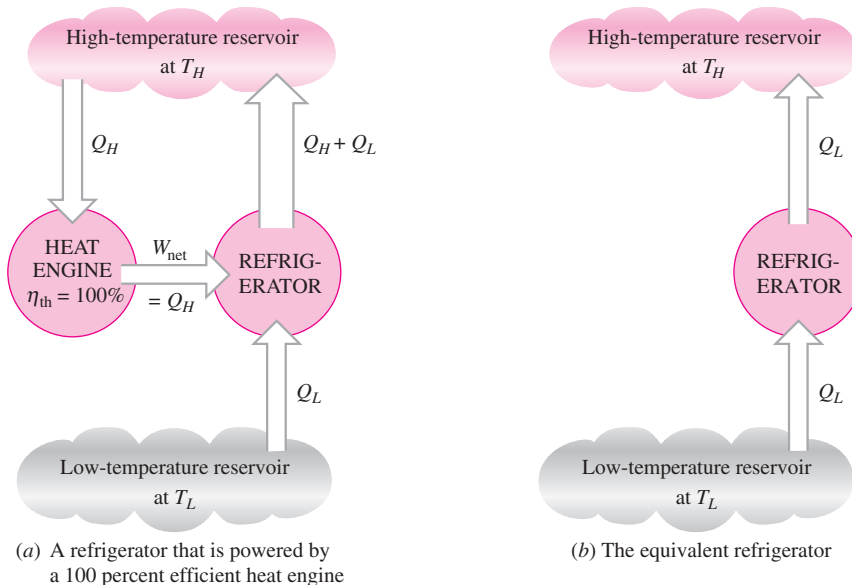 High-temperature reservoir
at T_H
Q_H
Q_H + Q_L
HEAT
ENGINE
η_th = 100%
W_net
= Q_H
REFRIG-
ERATOR
Q_L
Low-temperature reservoir
at T_L
(a) A refrigerator that is powered by
a 100 percent efficient heat engine
High-temperature reservoir
at T_H
Q_L
REFRIG-
ERATOR
Q_L
Low-temperature reservoir
at T_L
(b) The equivalent refrigerator